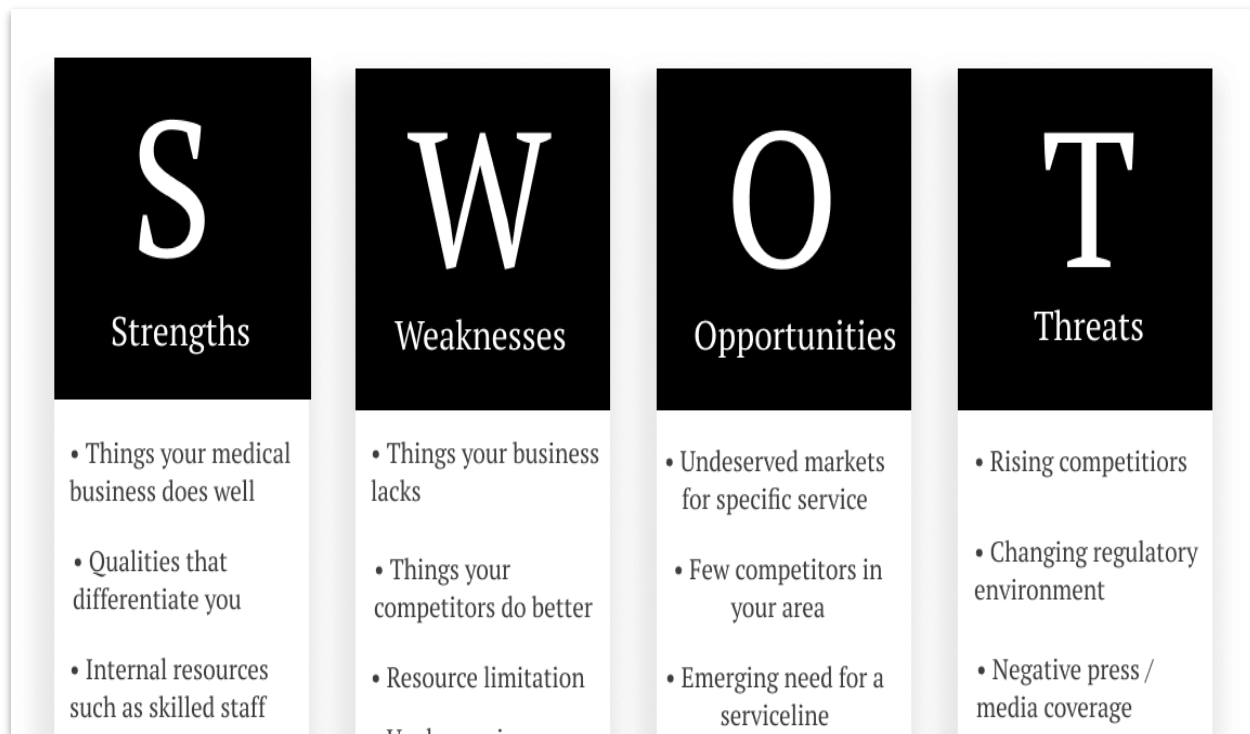 S
Strengths
• Things your medical
business does well
• Qualities that
differentiate you
• Internal resources
such as skilled staff
W
Weaknesses
• Things your business
lacks
• Things your
competitors do better
• Resource limitation
O
Opportunities
• Undeserved markets
for specific service
• Few competitors in
your area
• Emerging need for a
serviceline
T
Threats
• Rising competitiors
• Changing regulatory
environment
• Negative press /
media coverage